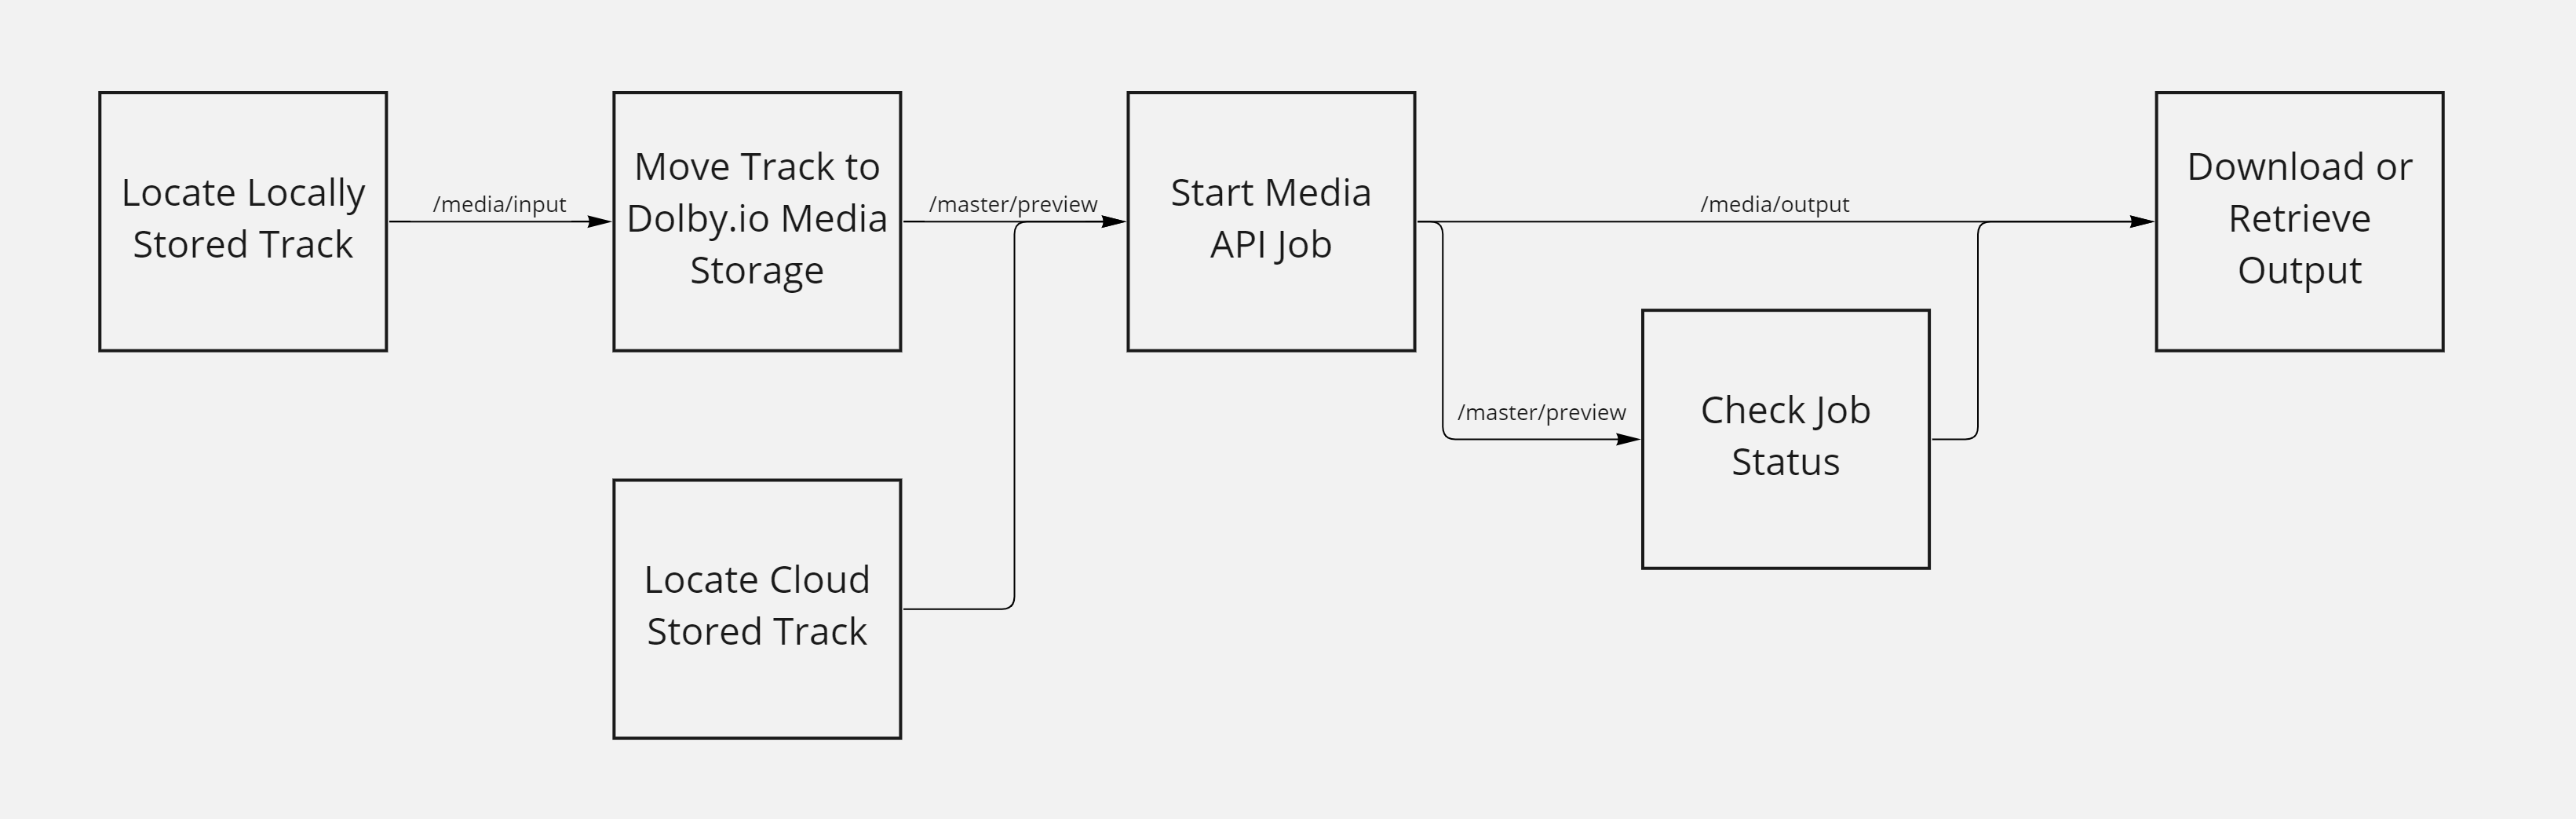 Locate Locally
Stored Track
/media/input
Move Track to
Dolby.io Media
Storage
/master/preview
Start Media
API Job
/media/output
Download or
Retrieve
Output
/master/preview
Check Job
Status
Locate Cloud
Stored Track